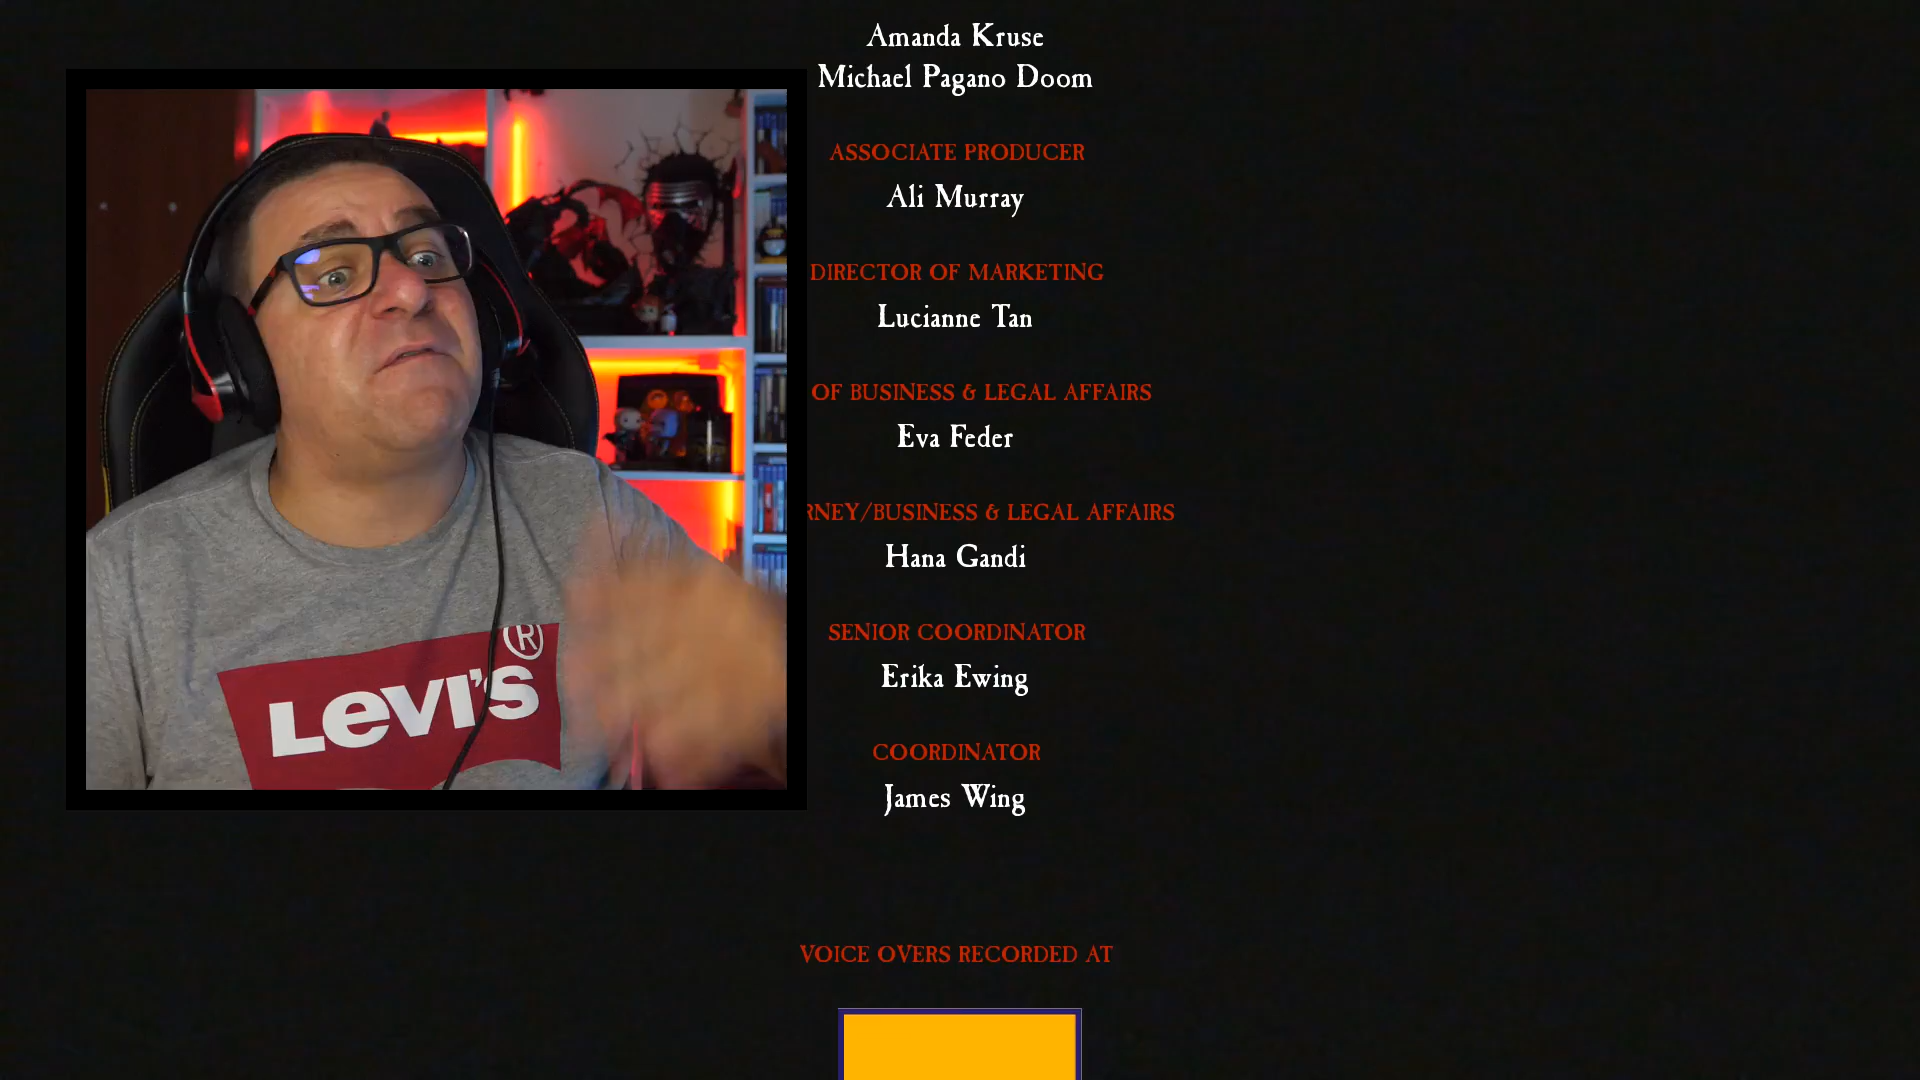 Amanda Kruse
Michael Pagano Doom
ASSOCIATE PRODUCER
Ali Murray
DIRECTOR OF MARKETING
Lucianne Tan
OF BUSINESS & LEGAL AFFAIRS
Eva Feder
RNEY/BUSINESS & LEGAL AFFAIRS
Hana Gandi
SENIOR COORDINATOR
Erika Ewing
COORDINATOR
James Wing
VOICE OVERS RECORDED AT
LEVI'S®